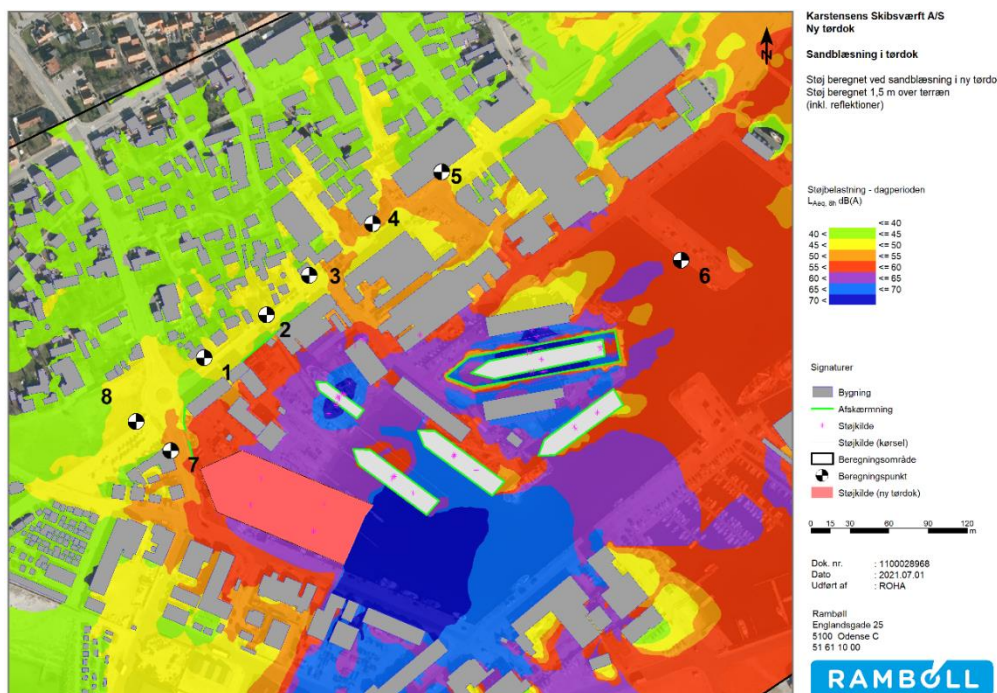 Karstensens Skibsværft A/S
Ny tørdok
Sandblæsning i tørdok
Støj beregnet ved sandblæsning i ny tørdo
Støj beregnet 1,5 m over terræn
(inkl. reflektioner)
Støjbelastning - dagperioden
LAeq, 8h dB(A)
<= 40
40 < <= 45
45 < <= 50
50 < <= 55
55 < <= 60
60 < <= 65
65 < <= 70
70 <
Signaturer
Bygning
Afskærmning
Støjkilde
Støjkilde (kørsel)
Beregningsområde
Beregningspunkt
Støjkilde (ny tørdok)
0 15 30 60 90 120
m
Dok. nr. : 1100028968
Dato : 2021.07.01
Udført af : ROHA
Rambøll
Englandsgade 25
5100 Odense C
51 61 10 00
RAMBOLL
N
5
4
3
6
2
1
8
7